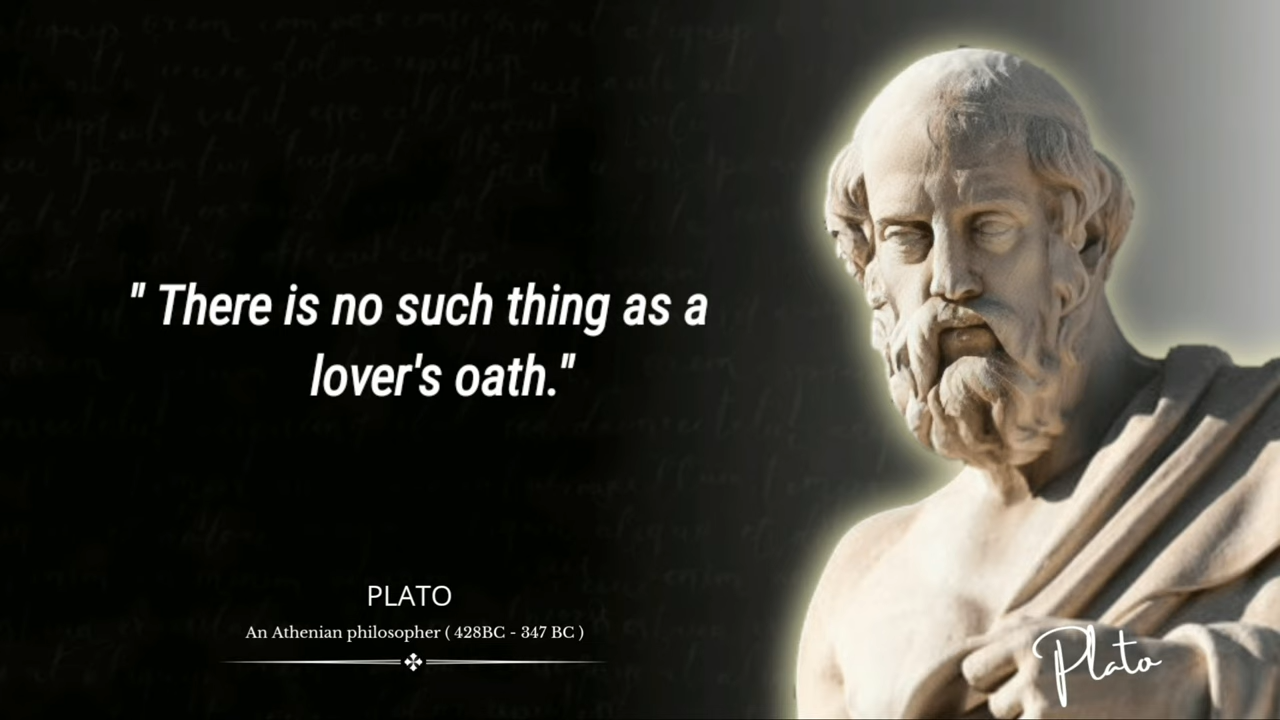 " There is no such thing as a
lover's oath."
PLATO
An Athenian philosopher ( 428BC - 347 BC )
Plato